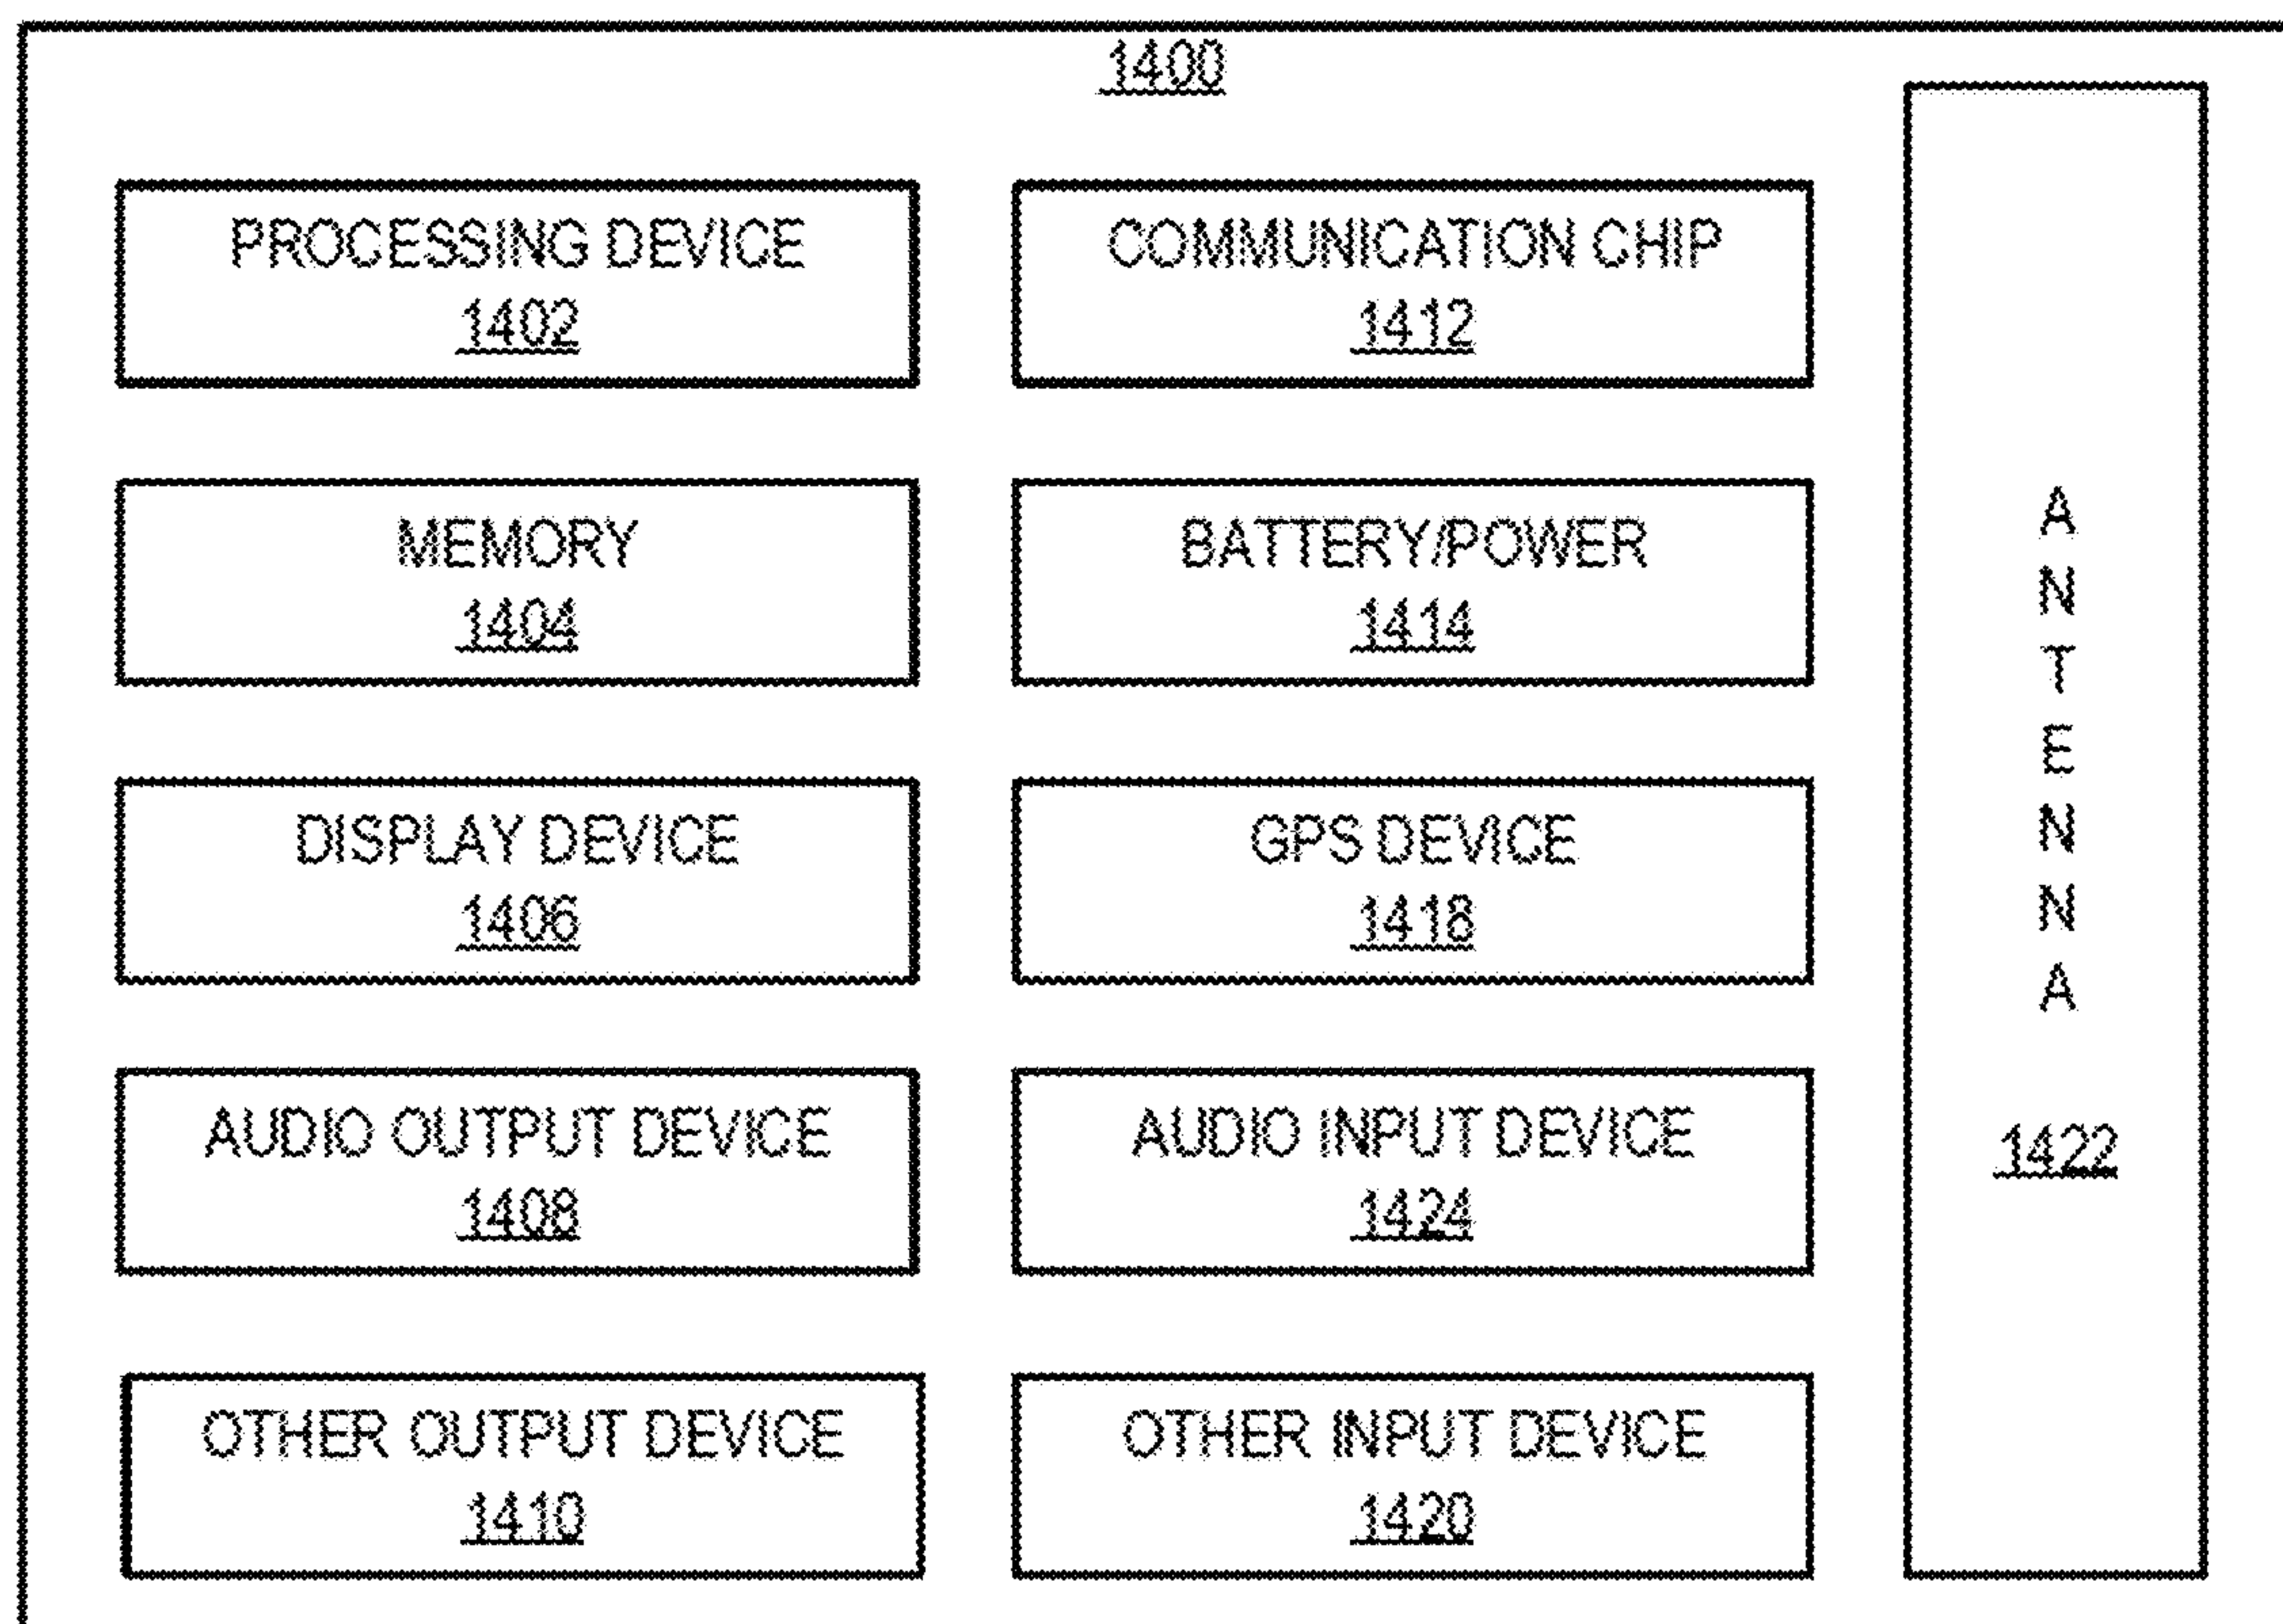 1400
PROCESSING DEVICE
1402
COMMUNICATION CHIP
1412
MEMORY
1404
BATTERY/POWER
1414
DISPLAY DEVICE
1406
GPS DEVICE
1418
AUDIO OUTPUT DEVICE
1408
AUDIO INPUT DEVICE
1424
OTHER OUTPUT DEVICE
1410
OTHER INPUT DEVICE
1420
ANTENNA
1422